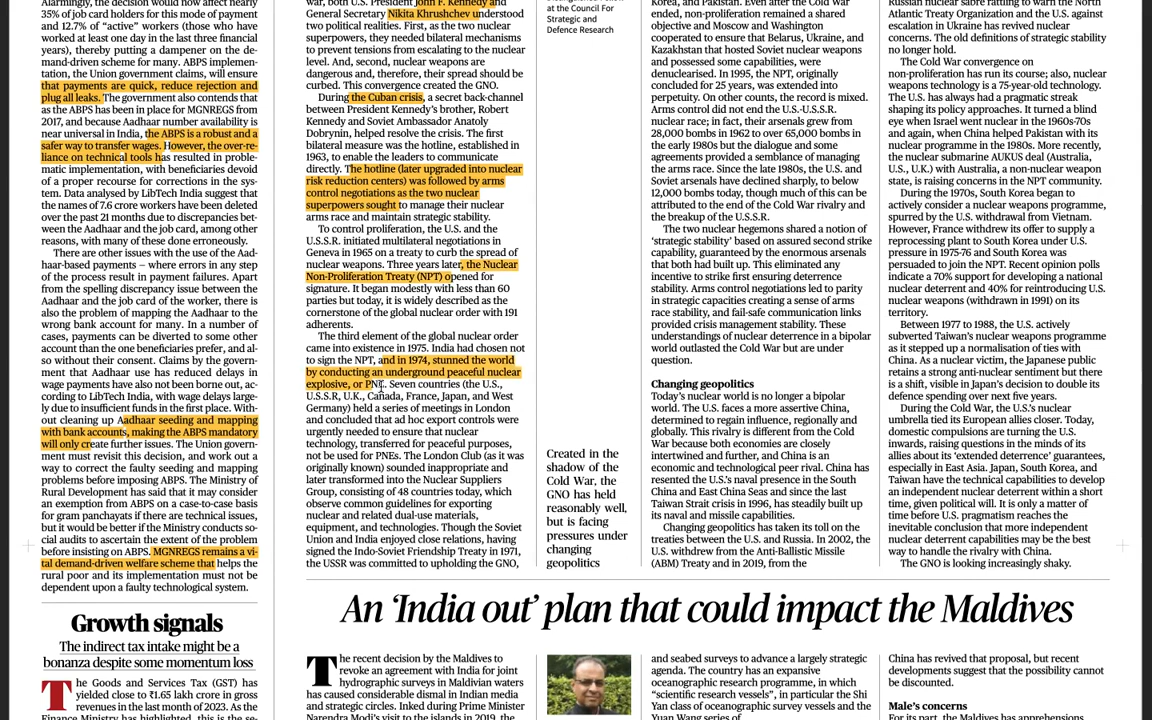 Alarmingly, the decision would now affect nearly
35% of job card holders for this mode of payment
and 12.7% of “active” workers (those who have
worked at least one day in the last three financial
years), thereby putting a dampener on the de-
mand-driven scheme for many. ABPS implemen-
tation, the Union government claims, will ensure
that payments are quick, reduce rejection and
plug all leaks. The government also contends that
as the ABPS has been in place for MGNREGS from
2017, and because Aadhaar number availability is
near universal in India, the ABPS is a robust and a
safer way to transfer wages. However, the over-re-
liance on technical tools has resulted in proble-
matic implementation, with beneficiaries devoid
of a proper recourse for corrections in the sys-
tem. Data analysed by LibTech India suggest that
the names of 7.6 crore workers have been deleted
over the past 21 months due to discrepancies bet-
ween the Aadhaar and the job card, among other
reasons, with many of these done erroneously.
There are other issues with the use of the Aad-
haar-based payments – where errors in any step
of the process result in payment failures. Apart
from the spelling discrepancy issue between the
Aadhaar and the job card of the worker, there is
also the problem of mapping the Aadhaar to the
wrong bank account for many. In a number of
cases, payments can be diverted to some other
account than the one beneficiaries prefer, and al-
so without their consent. Claims by the govern-
ment that Aadhaar use has reduced delays in
wage payments have also not been borne out, ac-
cording to LibTech India, with wage delays large-
ly due to insufficient funds in the first place. With-
out cleaning up Aadhaar seeding and mapping
with bank accounts, making the ABPS mandatory
will only create further issues. The Union govern-
ment must revisit this decision, and work out a
way to correct the faulty seeding and mapping
problems before imposing ABPS. The Ministry of
Rural Development has said that it may consider
an exemption from ABPS on a case-to-case basis
for gram panchayats if there are technical issues,
but it would be better if the Ministry conducts so-
cial audits to ascertain the extent of the problem
before insisting on ABPS. MGNREGS remains a vi-
tal demand-driven welfare scheme that helps the
rural poor and its implementation must not be
dependent upon a faulty technological system.
Growth signals
The indirect tax intake might be a
bonanza despite some momentum loss
The Goods and Services Tax (GST) has
yielded close to ₹1.65 lakh crore in gross
revenues in the last month of 2023. As the
Finance Ministry has highlighted, this is the se-
war, both U.S. President John F. Kennedy and
General Secretary Nikita Khrushchev understood
two political realities. First, as the two nuclear
superpowers, they needed bilateral mechanisms
to prevent tensions from escalating to the nuclear
level. And, second, nuclear weapons are
dangerous and, therefore, their spread should be
curbed. This convergence created the GNO.
During the Cuban crisis, a secret back-channel
between President Kennedy’s brother, Robert
Kennedy and Soviet Ambassador Anatoly
Dobrynin, helped resolve the crisis. The first
bilateral measure was the hotline, established in
1963, to enable the leaders to communicate
directly. The hotline (later upgraded into nuclear
risk reduction centers) was followed by arms
control negotiations as the two nuclear
superpowers sought to manage their nuclear
arms race and maintain strategic stability.
To control proliferation, the U.S. and the
U.S.S.R. initiated multilateral negotiations in
Geneva in 1965 on a treaty to curb the spread of
nuclear weapons. Three years later, the Nuclear
Non-Proliferation Treaty (NPT) opened for
signature. It began modestly with less than 60
parties but today, it is widely described as the
cornerstone of the global nuclear order with 191
adherents.
The third element of the global nuclear order
came into existence in 1975. India had chosen not
to sign the NPT, and in 1974, stunned the world
by conducting an underground peaceful nuclear
explosive, or PNE. Seven countries (the U.S.,
U.S.S.R, U.K., Canada, France, Japan, and West
Germany) held a series of meetings in London
and concluded that ad hoc export controls were
urgently needed to ensure that nuclear
technology, transferred for peaceful purposes,
not be used for PNEs. The London Club (as it was
originally known) sounded inappropriate and
later transformed into the Nuclear Suppliers
Group, consisting of 48 countries today, which
observe common guidelines for exporting
nuclear and related dual-use materials,
equipment, and technologies. Though the Soviet
Union and India enjoyed close relations, having
signed the Indo-Soviet Friendship Treaty in 1971,
the USSR was committed to upholding the GNO,
at the Council For
Strategic and
Defence Research
Created in the
shadow of the
Cold War, the
GNO has held
reasonably well,
but is facing
pressures under
changing
geopolitics
Korea, and Pakistan. Even after the Cold War
ended, non-proliferation remained a shared
objective and Moscow and Washington
cooperated to ensure that Belarus, Ukraine, and
Kazakhstan that hosted Soviet nuclear weapons
and possessed some capabilities, were
denuclearised. In 1995, the NPT, originally
concluded for 25 years, was extended into
perpetuity. On other counts, the record is mixed.
Arms control did not end the U.S.-U.S.S.R.
nuclear race; in fact, their arsenals grew from
28,000 bombs in 1962 to over 65,000 bombs in
the early 1980s but the dialogue and some
agreements provided a semblance of managing
the arms race. Since the late 1980s, the U.S. and
Soviet arsenals have declined sharply, to below
12,000 bombs today, though much of this can be
attributed to the end of the Cold War rivalry and
the breakup of the U.S.S.R.
The two nuclear hegemons shared a notion of
‘strategic stability’ based on assured second strike
capability, guaranteed by the enormous arsenals
that both had built up. This eliminated any
incentive to strike first ensuring deterrence
stability. Arms control negotiations led to parity
in strategic capacities creating a sense of arms
race stability, and fail-safe communication links
provided crisis management stability. These
understandings of nuclear deterrence in a bipolar
world outlasted the Cold War but are under
question.
Changing geopolitics
Today’s nuclear world is no longer a bipolar
world. The U.S. faces a more assertive China,
determined to regain influence, regionally and
globally. This rivalry is different from the Cold
War because both economies are closely
intertwined and further, and China is an
economic and technological peer rival. China has
resented the U.S.’s naval presence in the South
China and East China Seas and since the last
Taiwan Strait crisis in 1996, has steadily built up
its naval and missile capabilities.
Changing geopolitics has taken its toll on the
treaties between the U.S. and Russia. In 2002, the
U.S. withdrew from the Anti-Ballistic Missile
(ABM) Treaty and in 2019, from the
Russian nuclear sabre rattling to warn the North
Atlantic Treaty Organization and the U.S. against
escalation in Ukraine has revived nuclear
concerns. The old definitions of strategic stability
no longer hold.
The Cold War convergence on
non-proliferation has run its course; also, nuclear
weapons technology is a 75-year-old technology.
The U.S. has always had a pragmatic streak
shaping its policy approaches. It turned a blind
eye when Israel went nuclear in the 1960s-70s
and again, when China helped Pakistan with its
nuclear programme in the 1980s. More recently,
the nuclear submarine AUKUS deal (Australia,
U.S., U.K.) with Australia, a non-nuclear weapon
state, is raising concerns in the NPT community.
During the 1970s, South Korea began to
actively consider a nuclear weapons programme,
spurred by the U.S. withdrawal from Vietnam.
However, France withdrew its offer to supply a
reprocessing plant to South Korea under U.S.
pressure in 1975-76 and South Korea was
persuaded to join the NPT. Recent opinion polls
indicate a 70% support for developing a national
nuclear deterrent and 40% for reintroducing U.S.
nuclear weapons (withdrawn in 1991) on its
territory.
Between 1977 to 1988, the U.S. actively
subverted Taiwan’s nuclear weapons programme
as it stepped up a normalisation of ties with
China. As a nuclear victim, the Japanese public
retains a strong anti-nuclear sentiment but there
is a shift, visible in Japan’s decision to double its
defence spending over next five years.
During the Cold War, the U.S.’s nuclear
umbrella tied its European allies closer. Today,
domestic compulsions are turning the U.S.
inwards, raising questions in the minds of its
allies about its ‘extended deterrence’ guarantees,
especially in East Asia. Japan, South Korea, and
Taiwan have the technical capabilities to develop
an independent nuclear deterrent within a short
time, given political will. It is only a matter of
time before U.S. pragmatism reaches the
inevitable conclusion that more independent
nuclear deterrent capabilities may be the best
way to handle the rivalry with China.
The GNO is looking increasingly shaky.
An ‘India out’ plan that could impact the Maldives
The recent decision by the Maldives to
revoke an agreement with India for joint
hydrographic surveys in Maldivian waters
has caused considerable dismal in Indian media
and strategic circles. Inked during Prime Minister
Narendra Modi’s visit to the islands in 2019, the
and seabed surveys to advance a largely strategic
agenda. The country has an expansive
oceanographic research programme, in which
“scientific research vessels”, in particular the Shi
Yan class of oceanographic survey vessels and the
Yuan Wang series of
China has revived that proposal, but recent
developments suggest that the possibility cannot
be discounted.
Male’s concerns
For its part, the Maldives has apprehensions